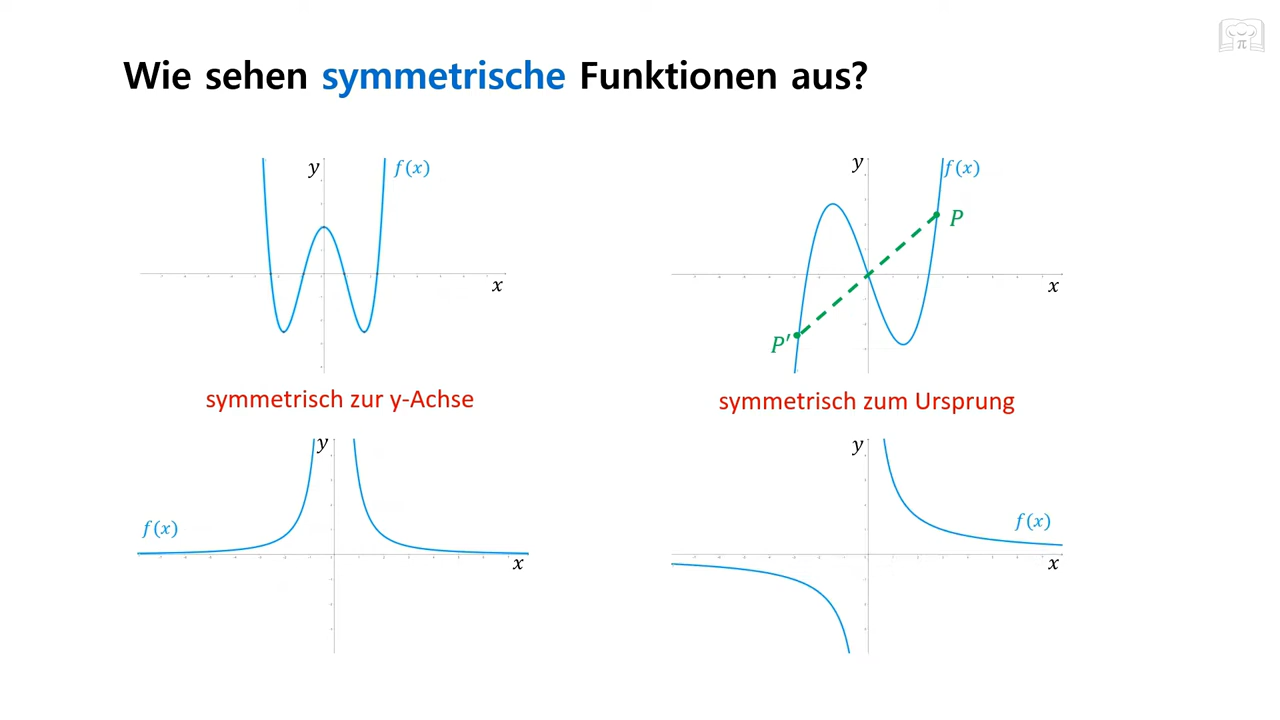 Wie sehen symmetrische Funktionen aus?
y
f(x)
x
y
f(x)
P
x
P′
symmetrisch zur y-Achse
symmetrisch zum Ursprung
y
f(x)
x
y
f(x)
x
π